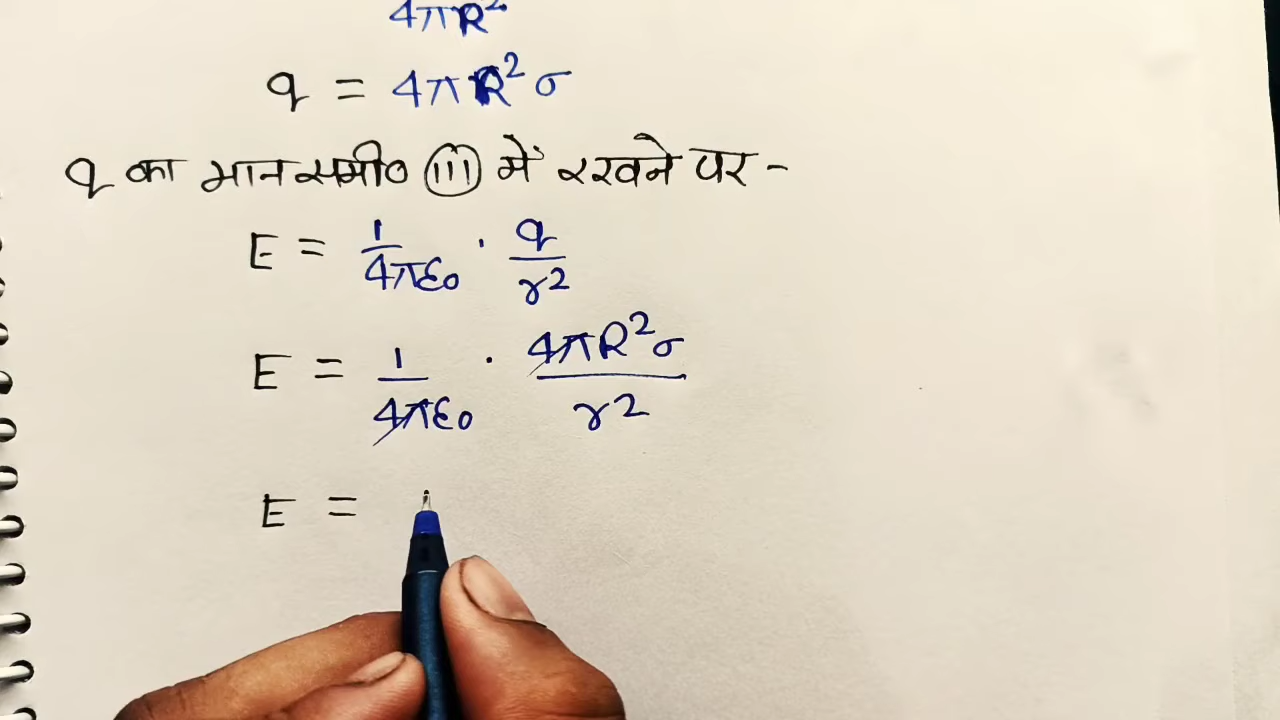 4πR²
q = 4πR²σ
q का मान समी० (iii) में रखने पर -
E = 1/4πε₀ · q/r²
E = 1/4πε₀ · 4πR²σ/r²
E =